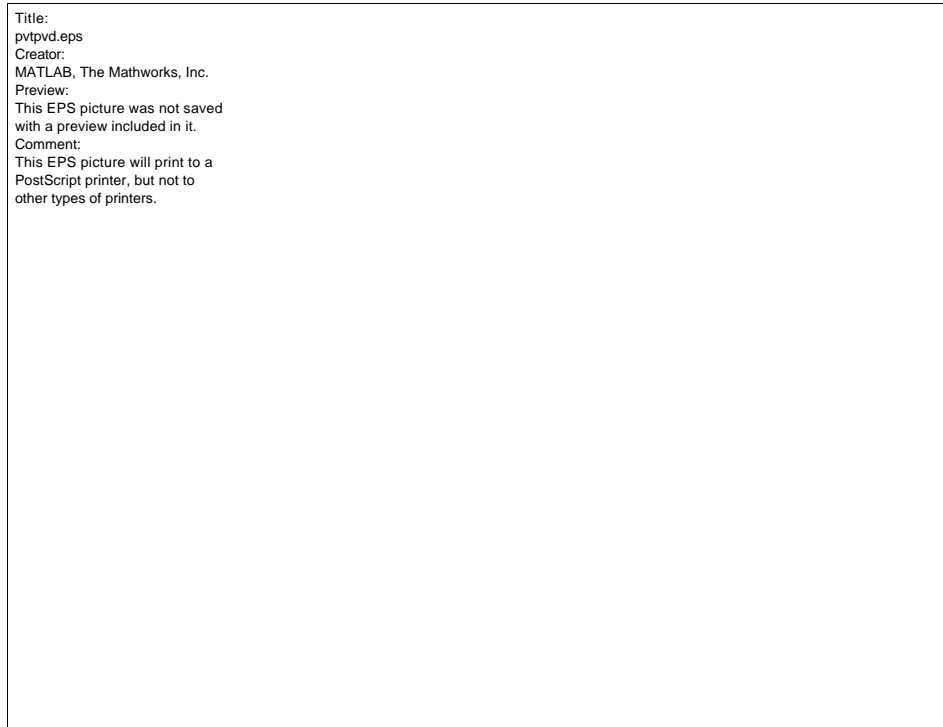 Title:
pvtpvd.eps
Creator:
MATLAB, The Mathworks, Inc.
Preview:
This EPS picture was not saved
with a preview included in it.
Comment:
This EPS picture will print to a
PostScript printer, but not to
other types of printers.